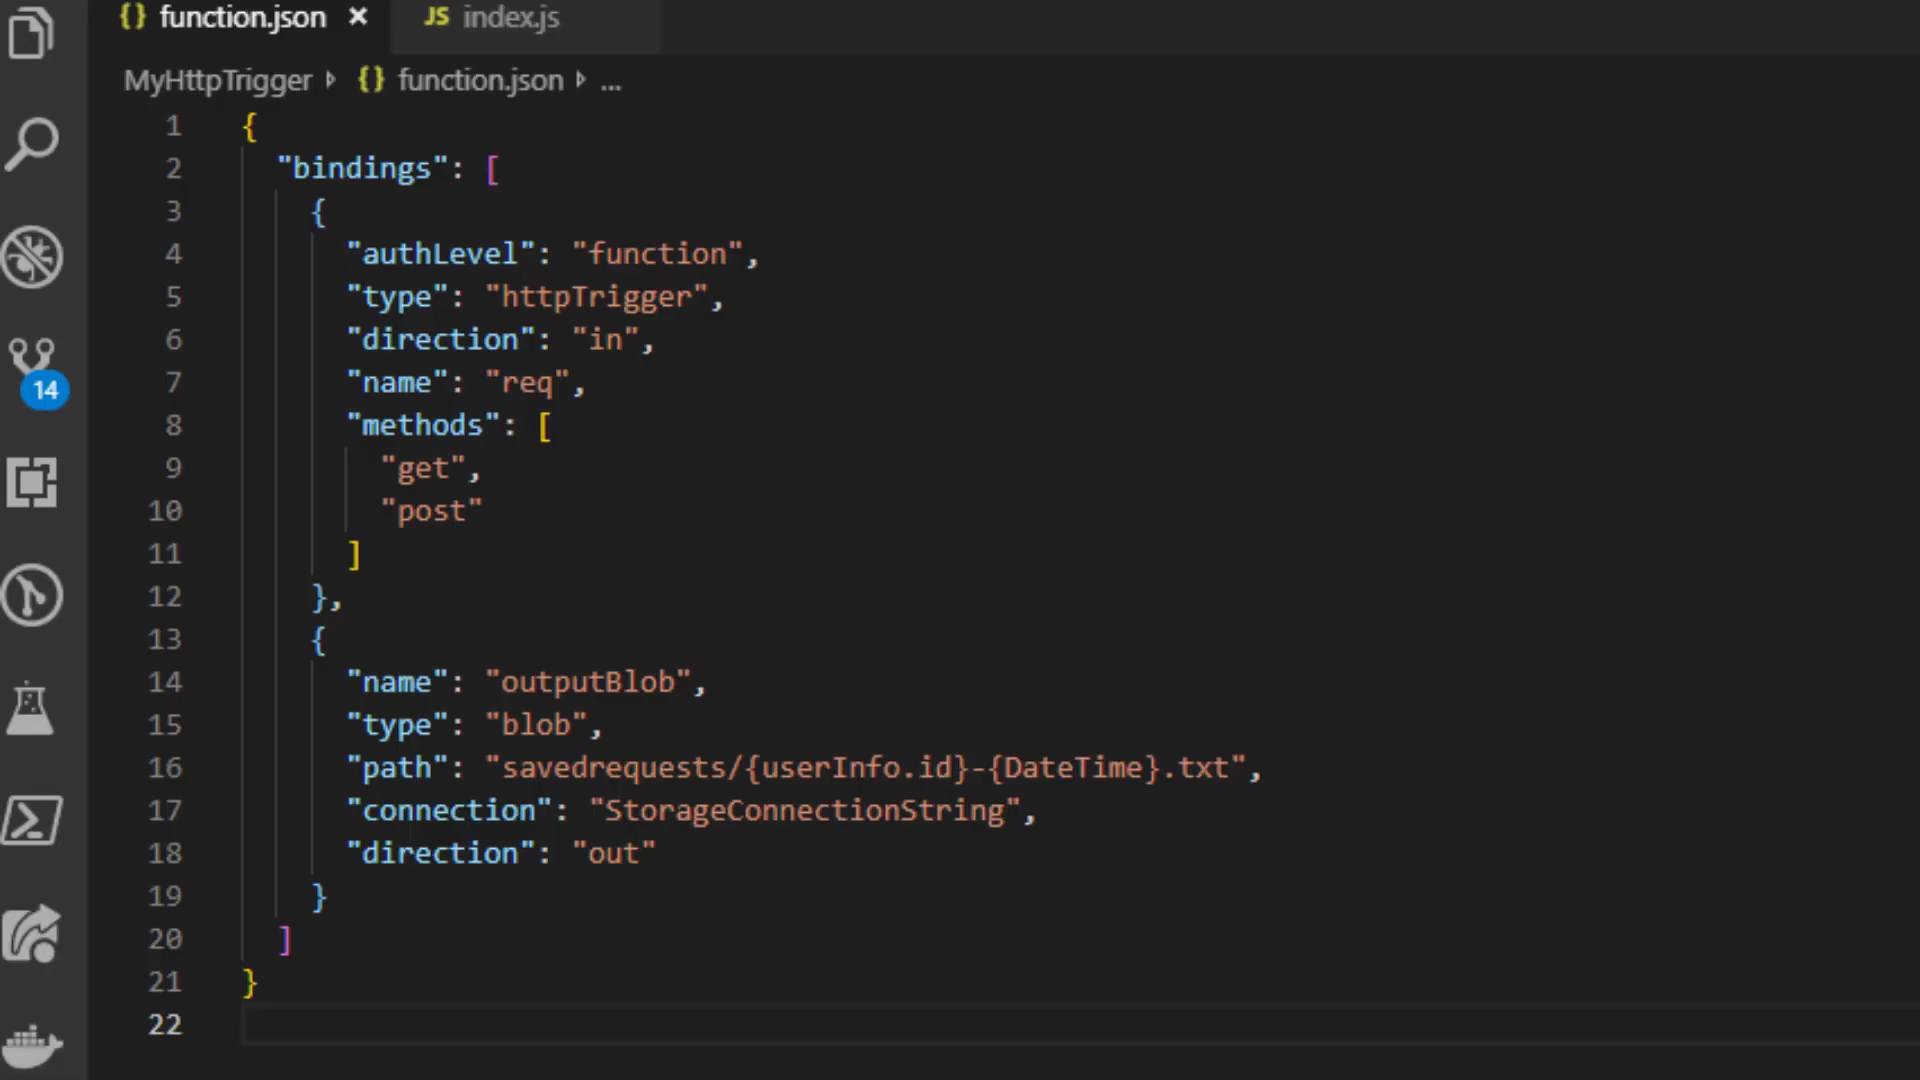 {} function.json × JS index.js
MyHttpTrigger {} function.json ...
1 {
2 "bindings": [
3 {
4 "authLevel": "function",
5 "type": "httpTrigger",
6 "direction": "in",
7 "name": "req",
8 "methods": [
9 "get",
10 "post"
11 ]
12 },
13 {
14 "name": "outputBlob",
15 "type": "blob",
16 "path": "savedrequests/{userInfo.id}-{DateTime}.txt",
17 "connection": "StorageConnectionString",
18 "direction": "out"
19 }
20 ]
21 }
22
14